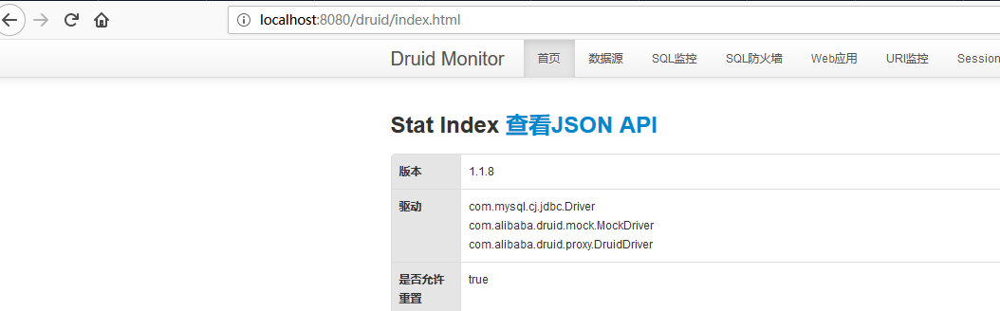 localhost:8080/druid/index.html
Druid Monitor 首页 数据源 SQL监控 SQL防火墙 Web应用 URI监控 Session
Stat Index 查看JSON API
版本 1.1.8
驱动 com.mysql.cj.jdbc.Driver
com.alibaba.druid.mock.MockDriver
com.alibaba.druid.proxy.DruidDriver
是否允许 true
重置